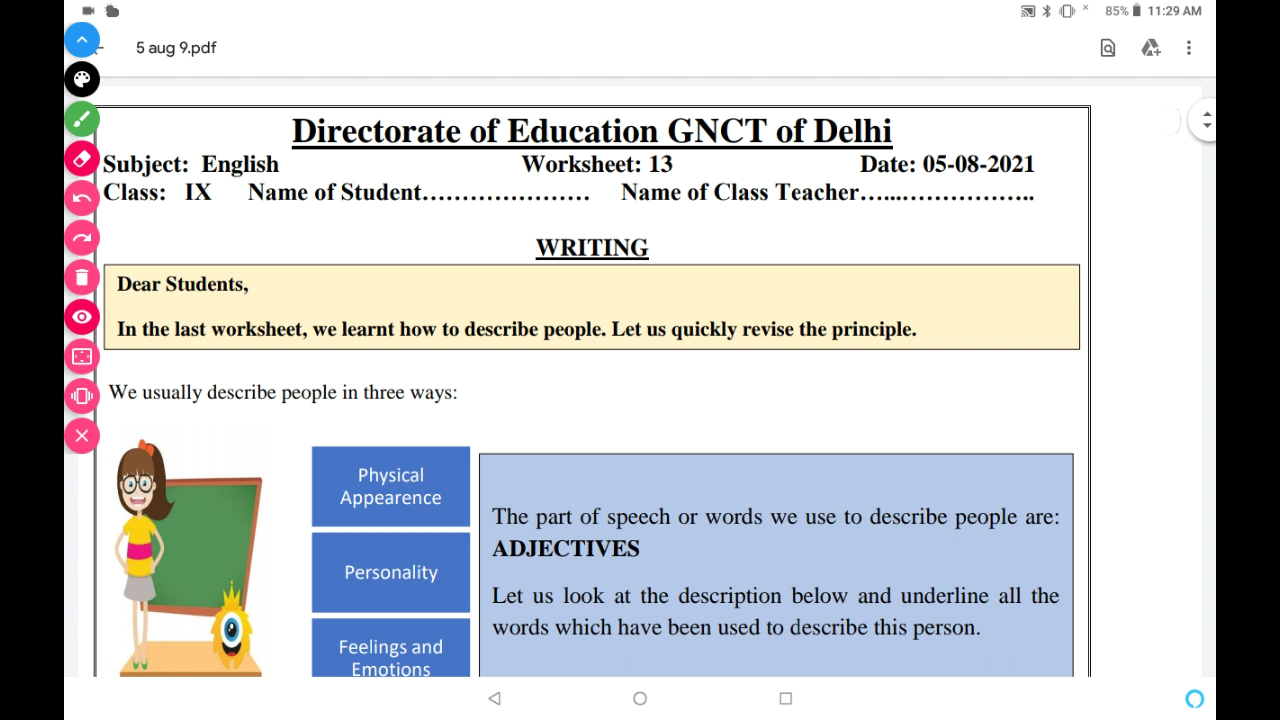 85% 11:29 AM
5 aug 9.pdf
Directorate of Education GNCT of Delhi
Subject: English Worksheet: 13 Date: 05-08-2021
Class: IX Name of Student………………… Name of Class Teacher…...……………..
WRITING
Dear Students,
In the last worksheet, we learnt how to describe people. Let us quickly revise the principle.
We usually describe people in three ways:
Physical
Appearence
Personality
Feelings and
Emotions
The part of speech or words we use to describe people are:
ADJECTIVES
Let us look at the description below and underline all the
words which have been used to describe this person.